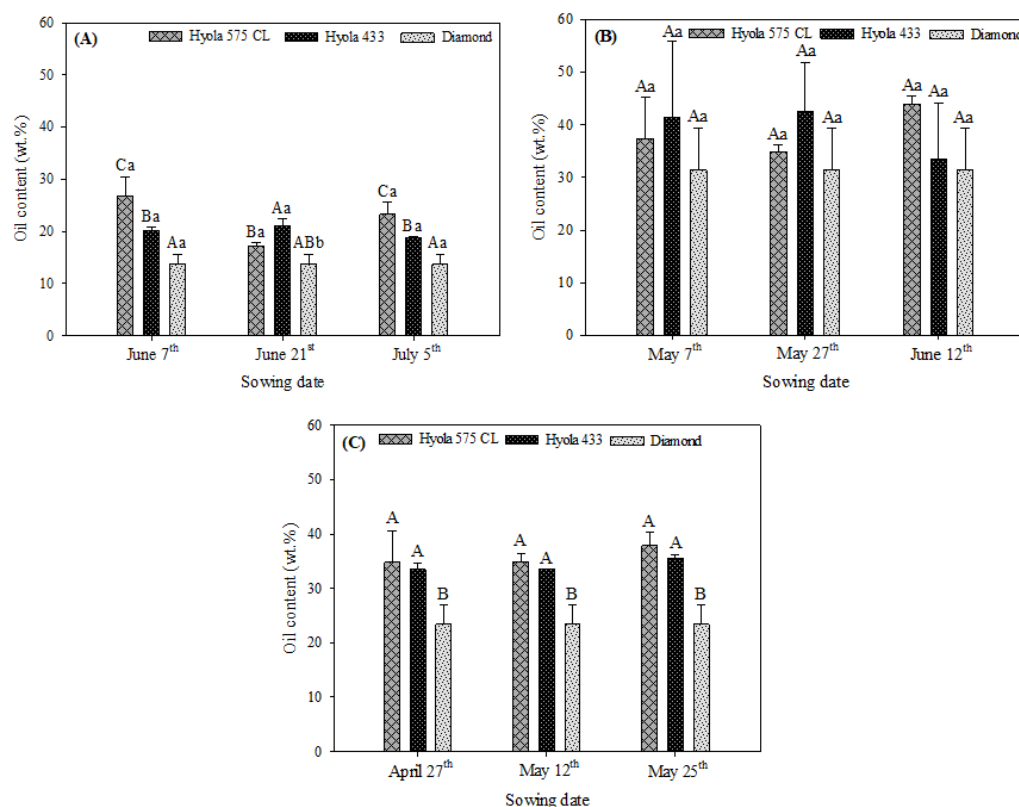 (A) Hyola 575 CL Hyola 433 Diamond
60
50
40
30
20
10
0
Oil content (wt.%)
Ca Ba Aa
Ba Aa ABb
Ca Ba Aa
June 7th June 21st July 5th
Sowing date
(B) Hyola 575 CL Hyola 433 Diamond
60
50
40
30
20
10
0
Oil content (wt.%)
Aa Aa Aa
Aa Aa Aa
Aa Aa Aa
May 7th May 27th June 12th
Sowing date
(C) Hyola 575 CL Hyola 433 Diamond
60
50
40
30
20
10
0
Oil content (wt.%)
A A B
A A B
A A B
April 27th May 12th May 25th
Sowing date